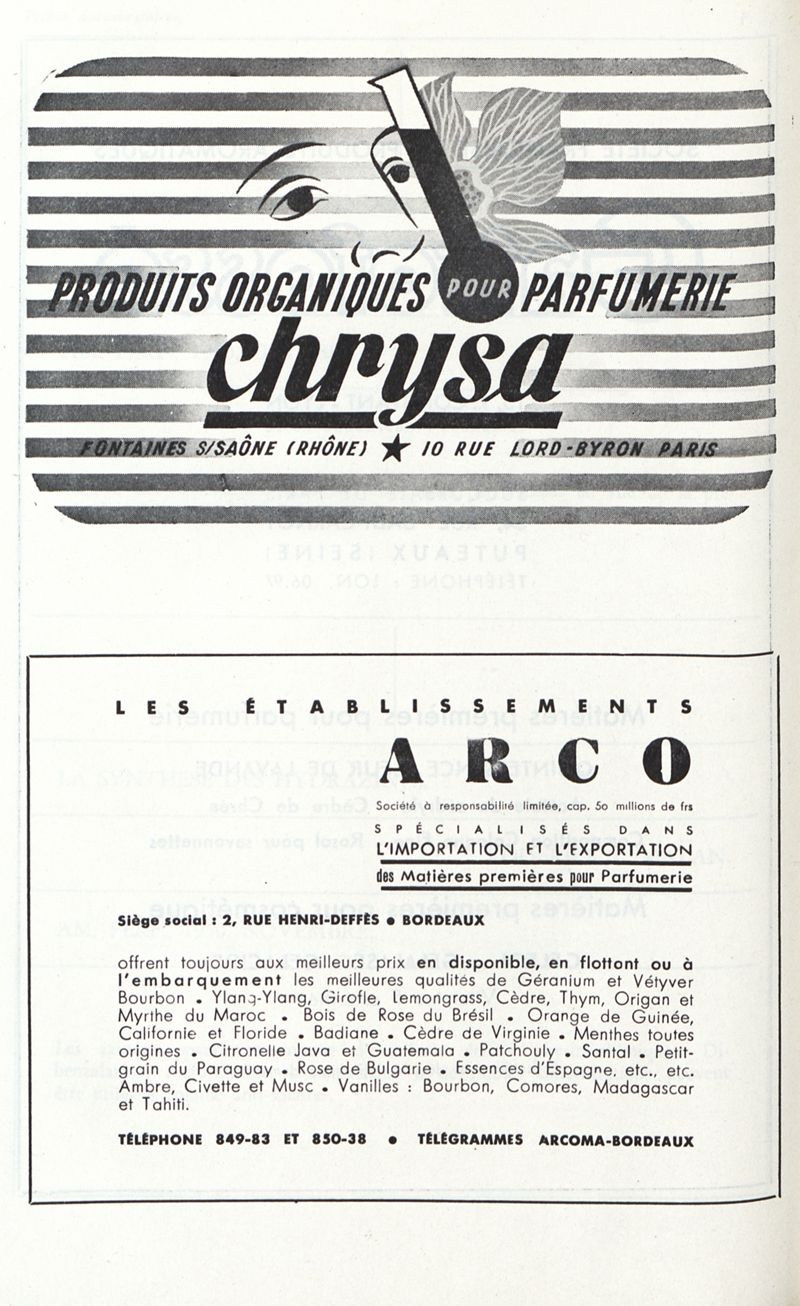 PRODUITS ORGANIQUES POUR PARFUMERIE
chrysa
FONTAINES S/SAÔNE (RHÔNE) ★ 10 RUE LORD-BYRON PARIS
LES ÉTABLISSEMENTS
ARCO
Société à responsabilité limitée, cap. 50 millions de frs
SPÉCIALISÉS DANS
L'IMPORTATION ET L'EXPORTATION
des Matières premières pour Parfumerie
Siège social : 2, RUE HENRI-DEFFÈS • BORDEAUX
offrent toujours aux meilleurs prix en disponible, en flottant ou à
l'embarquement les meilleures qualités de Géranium et Vétyver
Bourbon • Ylang-Ylang, Girofle, Lemongrass, Cèdre, Thym, Origan et
Myrthe du Maroc • Bois de Rose du Brésil • Orange de Guinée,
Californie et Floride • Badiane • Cèdre de Virginie • Menthes toutes
origines • Citronelle Java et Guatemala • Patchouly • Santal • Petit-
grain du Paraguay • Rose de Bulgarie • Essences d'Espagne, etc., etc.
Ambre, Civette et Musc • Vanilles : Bourbon, Comores, Madagascar
et Tahiti.
TÉLÉPHONE 849-83 ET 850-38 • TÉLÉGRAMMES ARCOMA-BORDEAUX